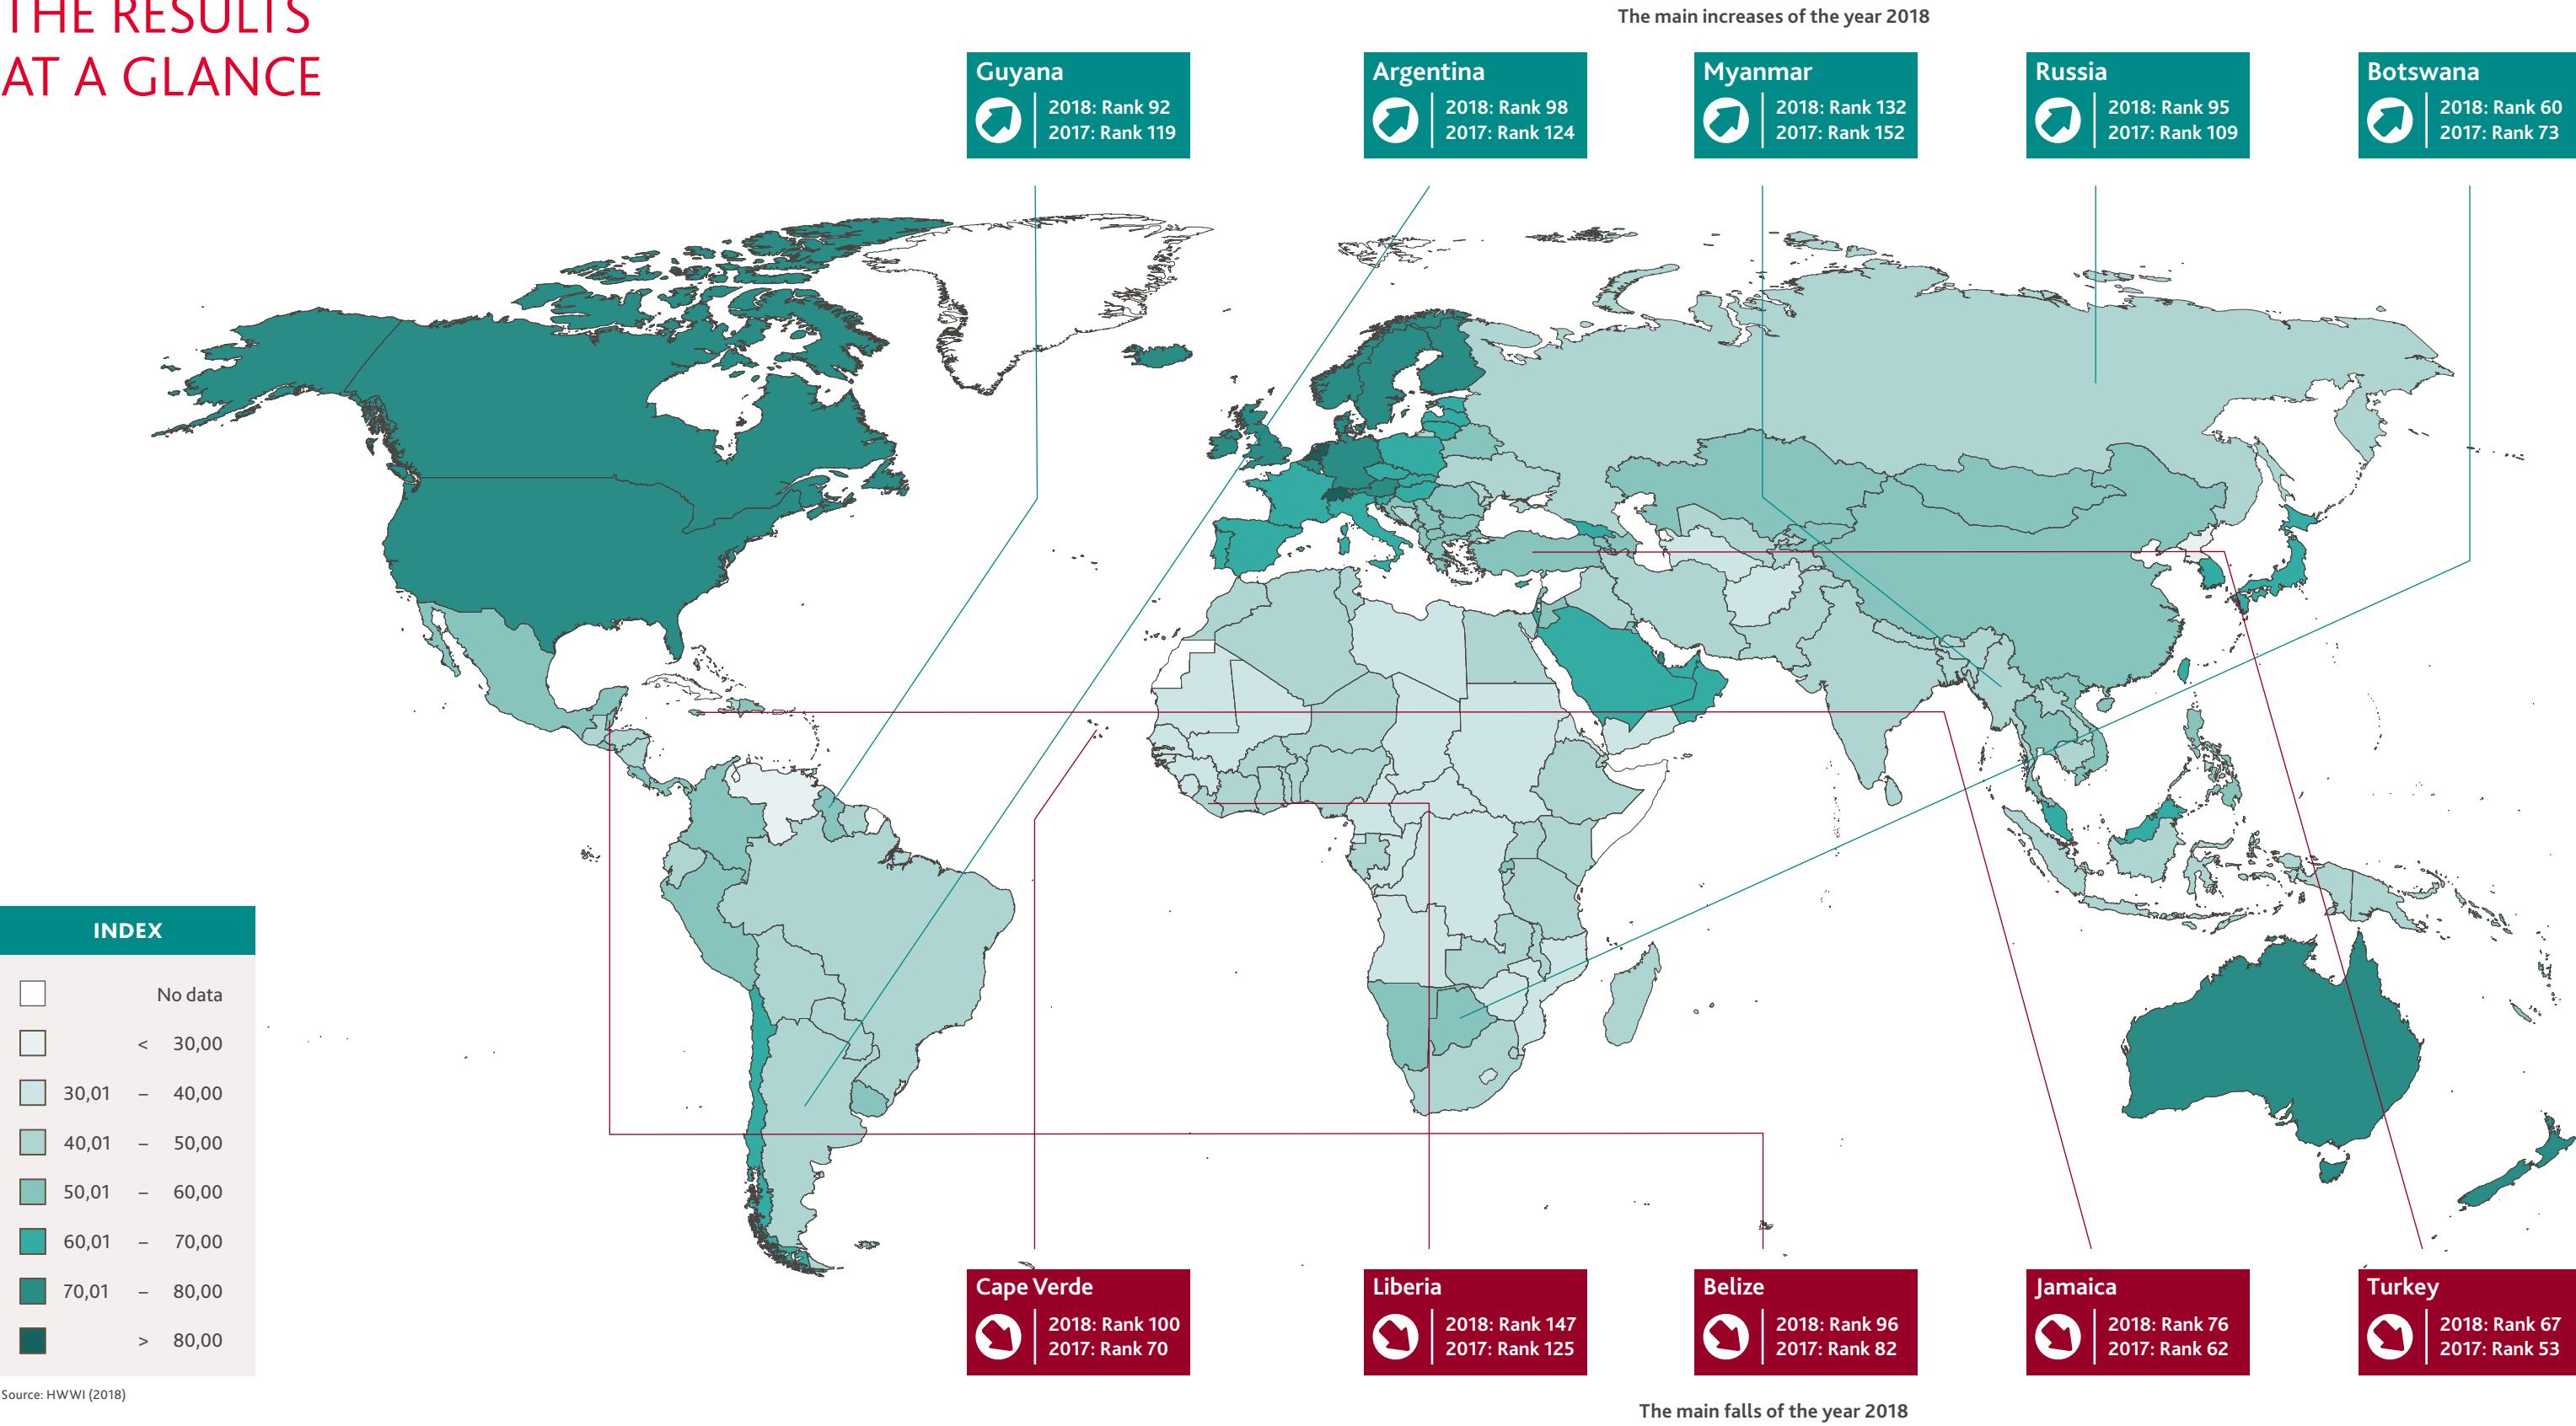 THE RESULTS
AT A GLANCE
The main increases of the year 2018
Guyana
2018: Rank 92
2017: Rank 119
Argentina
2018: Rank 98
2017: Rank 124
Myanmar
2018: Rank 132
2017: Rank 152
Russia
2018: Rank 95
2017: Rank 109
Botswana
2018: Rank 60
2017: Rank 73
INDEX
No data
< 30,00
30,01 – 40,00
40,01 – 50,00
50,01 – 60,00
60,01 – 70,00
70,01 – 80,00
> 80,00
Source: HWWI (2018)
Cape Verde
2018: Rank 100
2017: Rank 70
Liberia
2018: Rank 147
2017: Rank 125
Belize
2018: Rank 96
2017: Rank 82
Jamaica
2018: Rank 76
2017: Rank 62
Turkey
2018: Rank 67
2017: Rank 53
The main falls of the year 2018